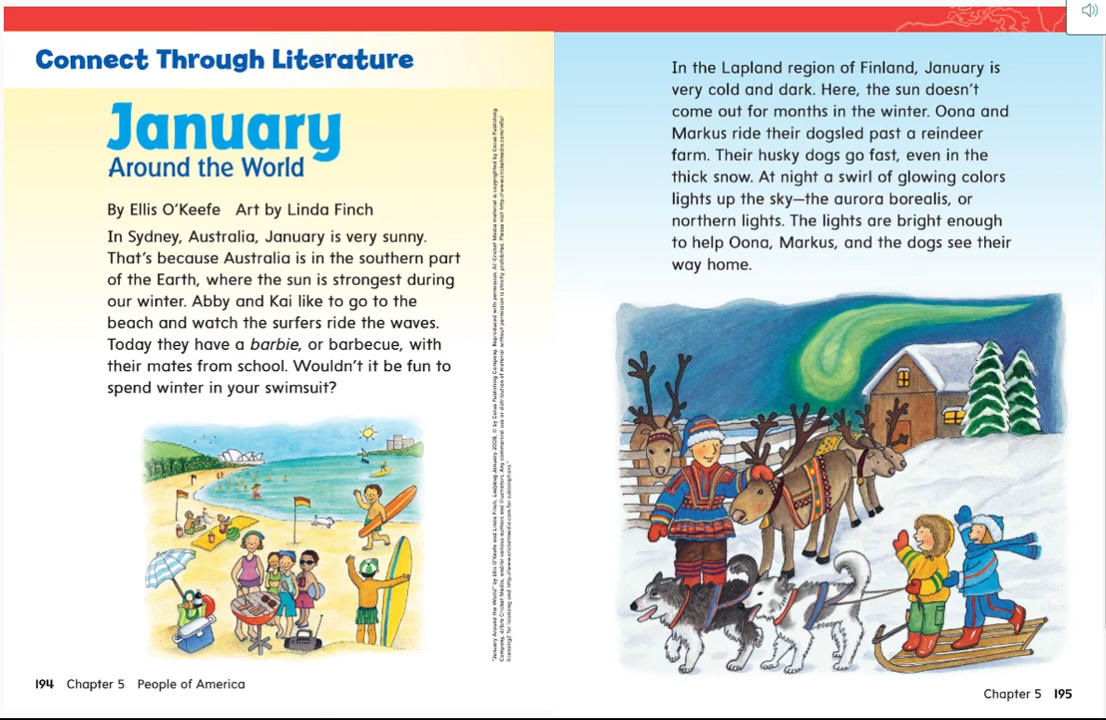 Connect Through Literature
January
Around the World
By Ellis O'Keefe Art by Linda Finch
In Sydney, Australia, January is very sunny.
That's because Australia is in the southern part
of the Earth, where the sun is strongest during
our winter. Abby and Kai like to go to the
beach and watch the surfers ride the waves.
Today they have a barbie, or barbecue, with
their mates from school. Wouldn't it be fun to
spend winter in your swimsuit?
194 Chapter 5 People of America
In the Lapland region of Finland, January is
very cold and dark. Here, the sun doesn't
come out for months in the winter. Oona and
Markus ride their dogsled past a reindeer
farm. Their husky dogs go fast, even in the
thick snow. At night a swirl of glowing colors
lights up the sky—the aurora borealis, or
northern lights. The lights are bright enough
to help Oona, Markus, and the dogs see their
way home.
Chapter 5 195